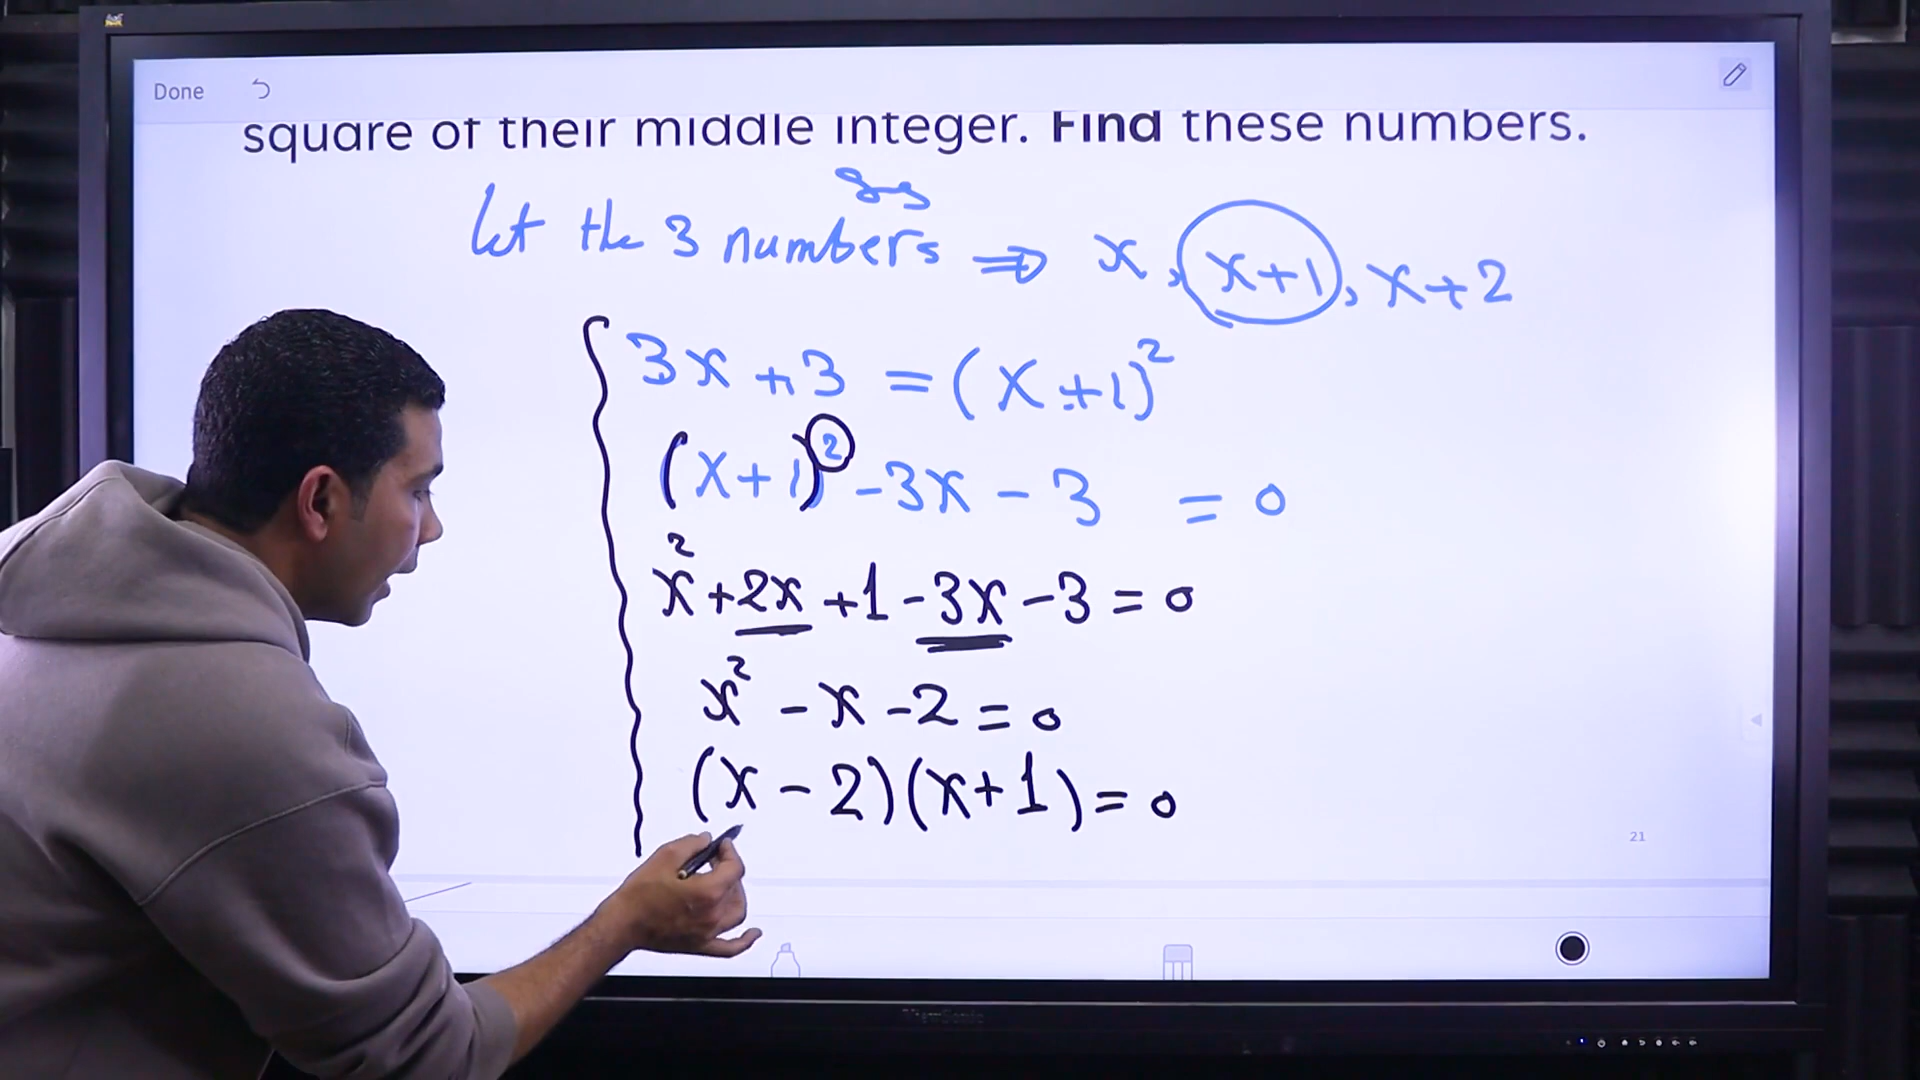 Done
square of their middle integer. Find these numbers.
let the 3 numbers ⇒ x, x+1, x+2
3x + 3 = (x+1)²
(x+1)² - 3x - 3 = 0
x² + 2x + 1 - 3x - 3 = 0
x² - x - 2 = 0
(x - 2)(x + 1) = 0
21
ViewSonic